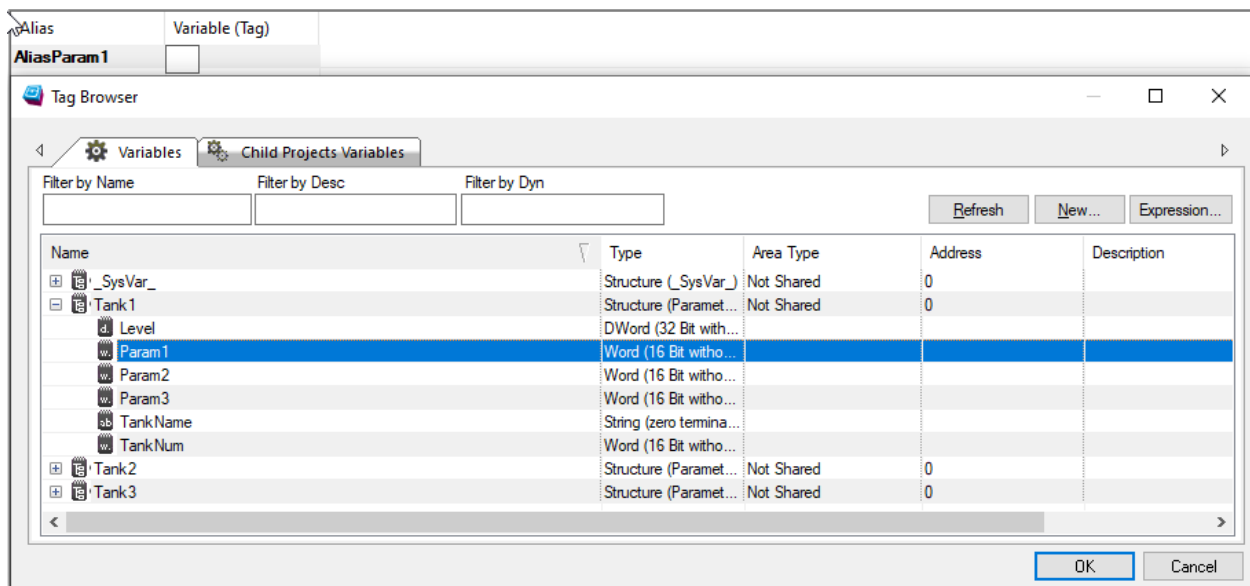 Alias Variable (Tag)
AliasParam1
Tag Browser
Variables Child Projects Variables
Filter by Name Filter by Desc Filter by Dyn
Refresh New... Expression...
Name Type Area Type Address Description
_SysVar_ Structure (_SysVar_) Not Shared 0
Tank1 Structure (Paramet... Not Shared 0
Level DWord (32 Bit with...
Param1 Word (16 Bit witho...
Param2 Word (16 Bit witho...
Param3 Word (16 Bit witho...
TankName String (zero termina...
TankNum Word (16 Bit witho...
Tank2 Structure (Paramet... Not Shared 0
Tank3 Structure (Paramet... Not Shared 0
OK Cancel